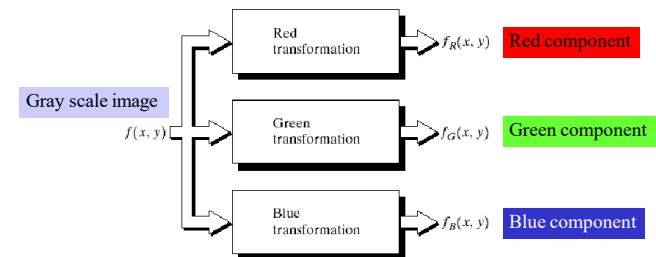 Red
transformation
f_R(x, y)
Red component
Gray scale image
f(x, y)
Green
transformation
f_G(x, y)
Green component
Blue
transformation
f_B(x, y)
Blue component